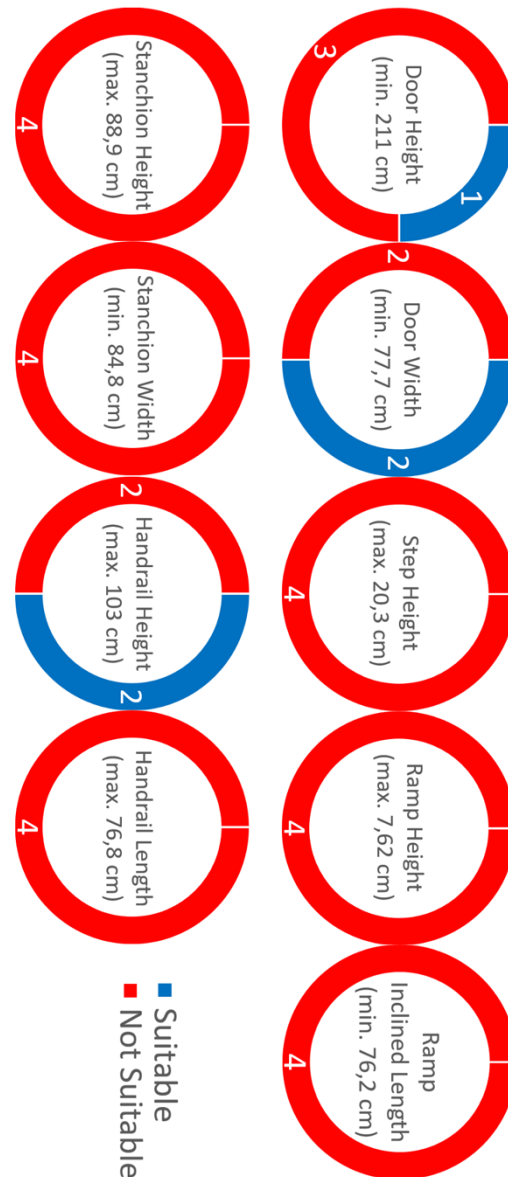 Door Height
(min. 211 cm)
1
3
Door Width
(min. 77,7 cm)
2
2
Step Height
(max. 20,3 cm)
4
Ramp Height
(max. 7,62 cm)
4
Ramp
Inclined Length
(min. 76,2 cm)
4
Stanchion Height
(max. 88,9 cm)
4
Stanchion Width
(min. 84,8 cm)
4
Handrail Height
(max. 103 cm)
2
2
Handrail Length
(max. 76,8 cm)
4
Suitable
Not Suitable